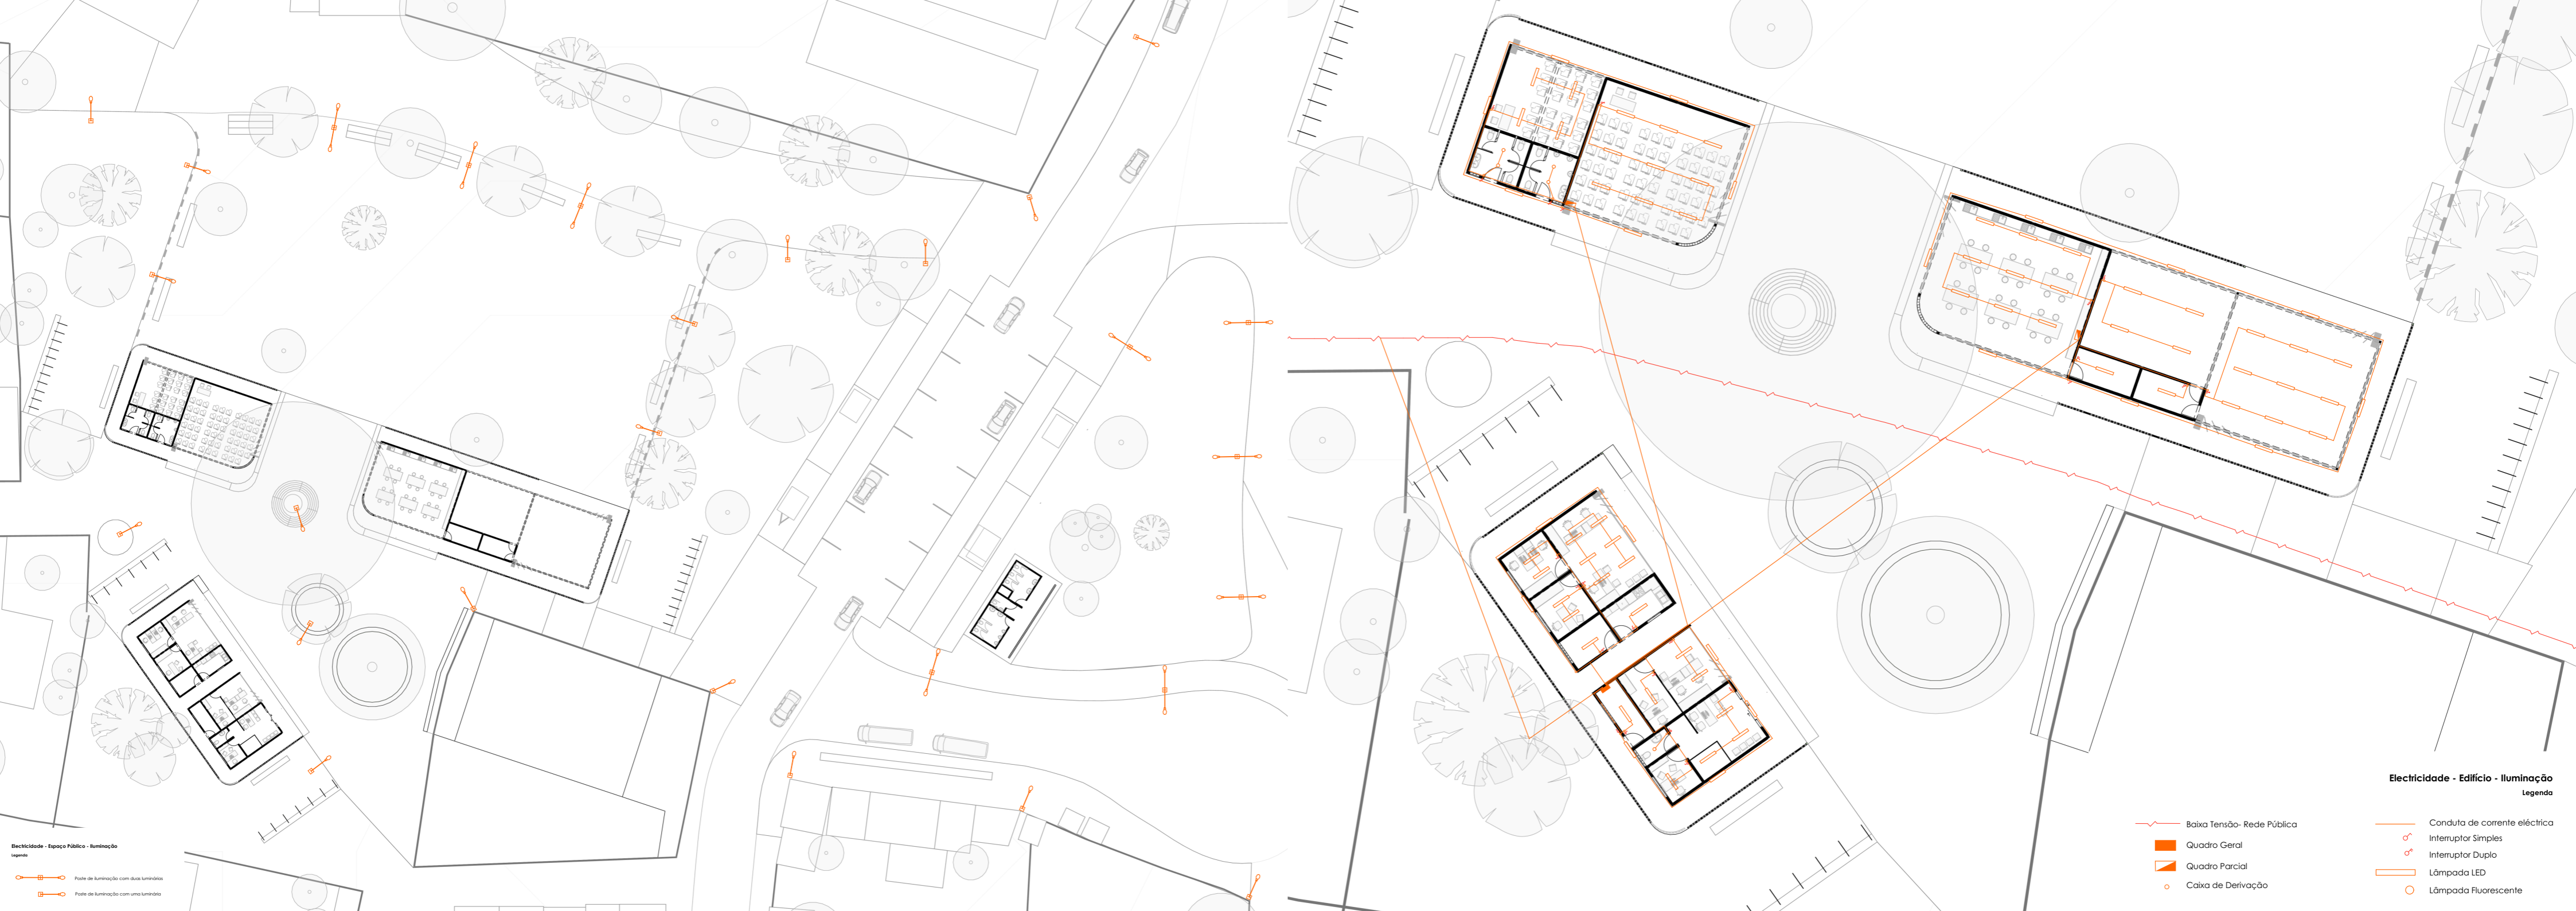 Electricidade - Espaço Público - Iluminação
Legenda
Poste de iluminação com duas luminárias
Poste de iluminação com uma luminária
Electricidade - Edifício - Iluminação
Legenda
Baixa Tensão- Rede Pública
Quadro Geral
Quadro Parcial
Caixa de Derivação
Conduta de corrente eléctrica
Interruptor Simples
Interruptor Duplo
Lâmpada LED
Lâmpada Fluorescente